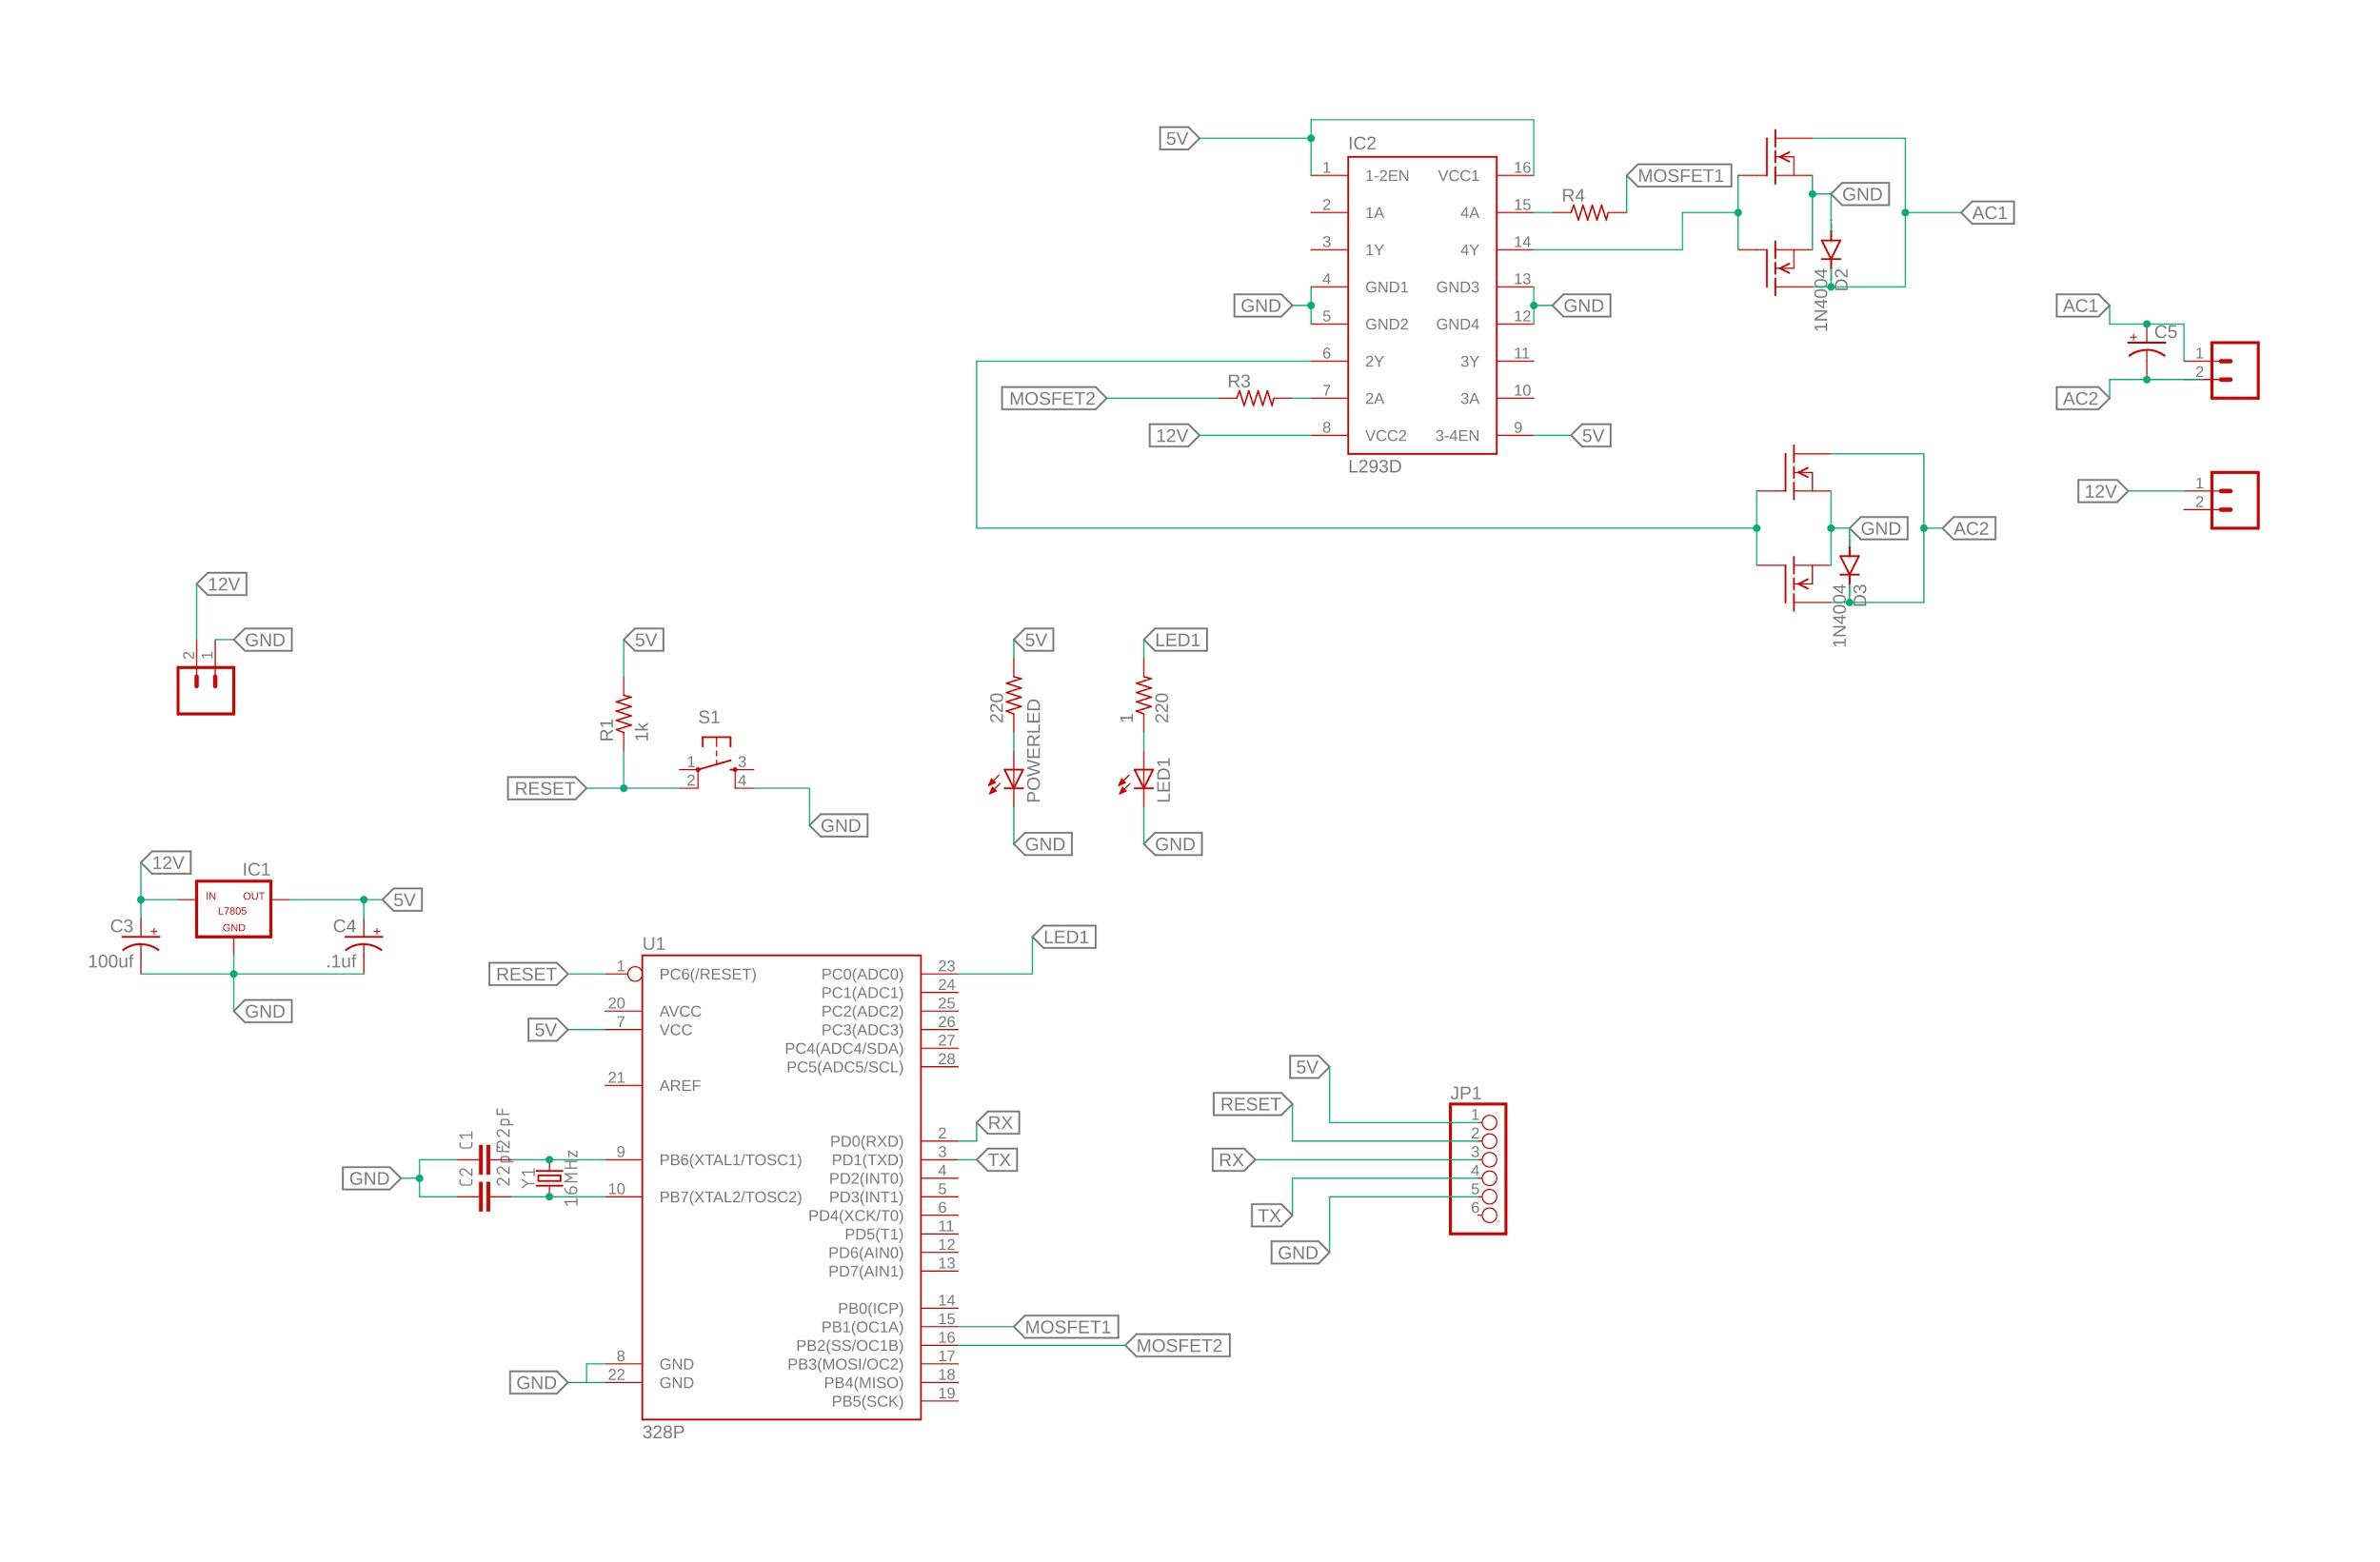 5V
IC2
1 1-2EN VCC1 16
2 1A 4A 15
3 1Y 4Y 14
4 GND1 GND3 13
5 GND2 GND4 12
6 2Y 3Y 11
7 2A 3A 10
8 VCC2 3-4EN 9
L293D
R4
MOSFET1
GND
GND
MOSFET2
R3
12V
5V
GND
AC1
1N4004
D2
AC1
C5
+
1
2
AC2
12V
1
2
GND
AC2
1N4004
D3
12V
GND
2
1
5V
R1
1k
S1
1
2
3
4
RESET
GND
5V
220
POWERLED
GND
LED1
1
220
LED1
GND
12V
IC1
IN OUT
L7805
GND
5V
C3
+
100uf
C4
+
.1uf
GND
U1
RESET
1 PC6(/RESET) PC0(ADC0) 23
LED1
PC1(ADC1) 24
20 AVCC PC2(ADC2) 25
5V
7 VCC PC3(ADC3) 26
PC4(ADC4/SDA) 27
PC5(ADC5/SCL) 28
21 AREF
PD0(RXD) 2
RX
9 PB6(XTAL1/TOSC1) PD1(TXD) 3
TX
PD2(INT0) 4
10 PB7(XTAL2/TOSC2) PD3(INT1) 5
PD4(XCK/T0) 6
PD5(T1) 11
PD6(AIN0) 12
PD7(AIN1) 13
PB0(ICP) 14
PB1(OC1A) 15
MOSFET1
PB2(SS/OC1B) 16
MOSFET2
8 GND PB3(MOSI/OC2) 17
22 GND PB4(MISO) 18
PB5(SCK) 19
GND
328P
GND
C1
22pF
C2
22pF
Y1
16MHz
5V
RESET
RX
TX
GND
JP1
1
2
3
4
5
6